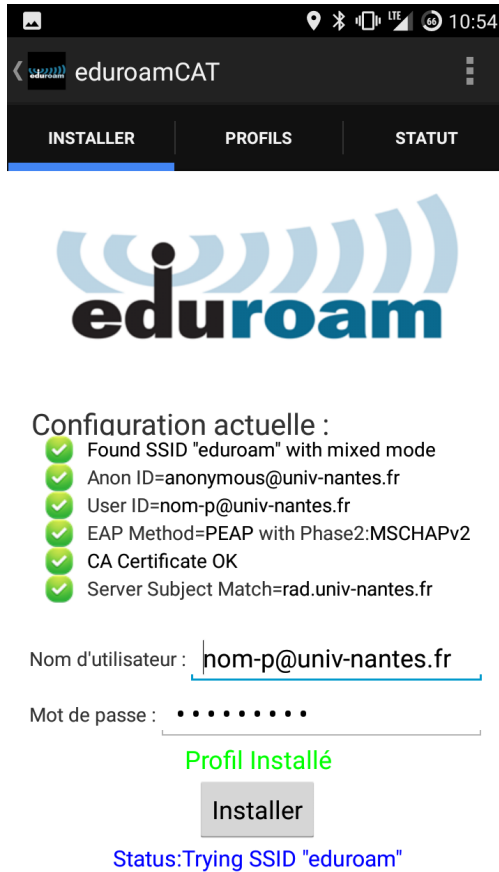 66 10:54
LTE
eduroam eduroamCAT
INSTALLER PROFILS STATUT
eduroam
Configuration actuelle :
Found SSID "eduroam" with mixed mode
Anon ID=anonymous@univ-nantes.fr
User ID=nom-p@univ-nantes.fr
EAP Method=PEAP with Phase2:MSCHAPv2
CA Certificate OK
Server Subject Match=rad.univ-nantes.fr
Nom d'utilisateur : nom-p@univ-nantes.fr
Mot de passe : • • • • • • • • •
Profil Installé
Installer
Status:Trying SSID "eduroam"